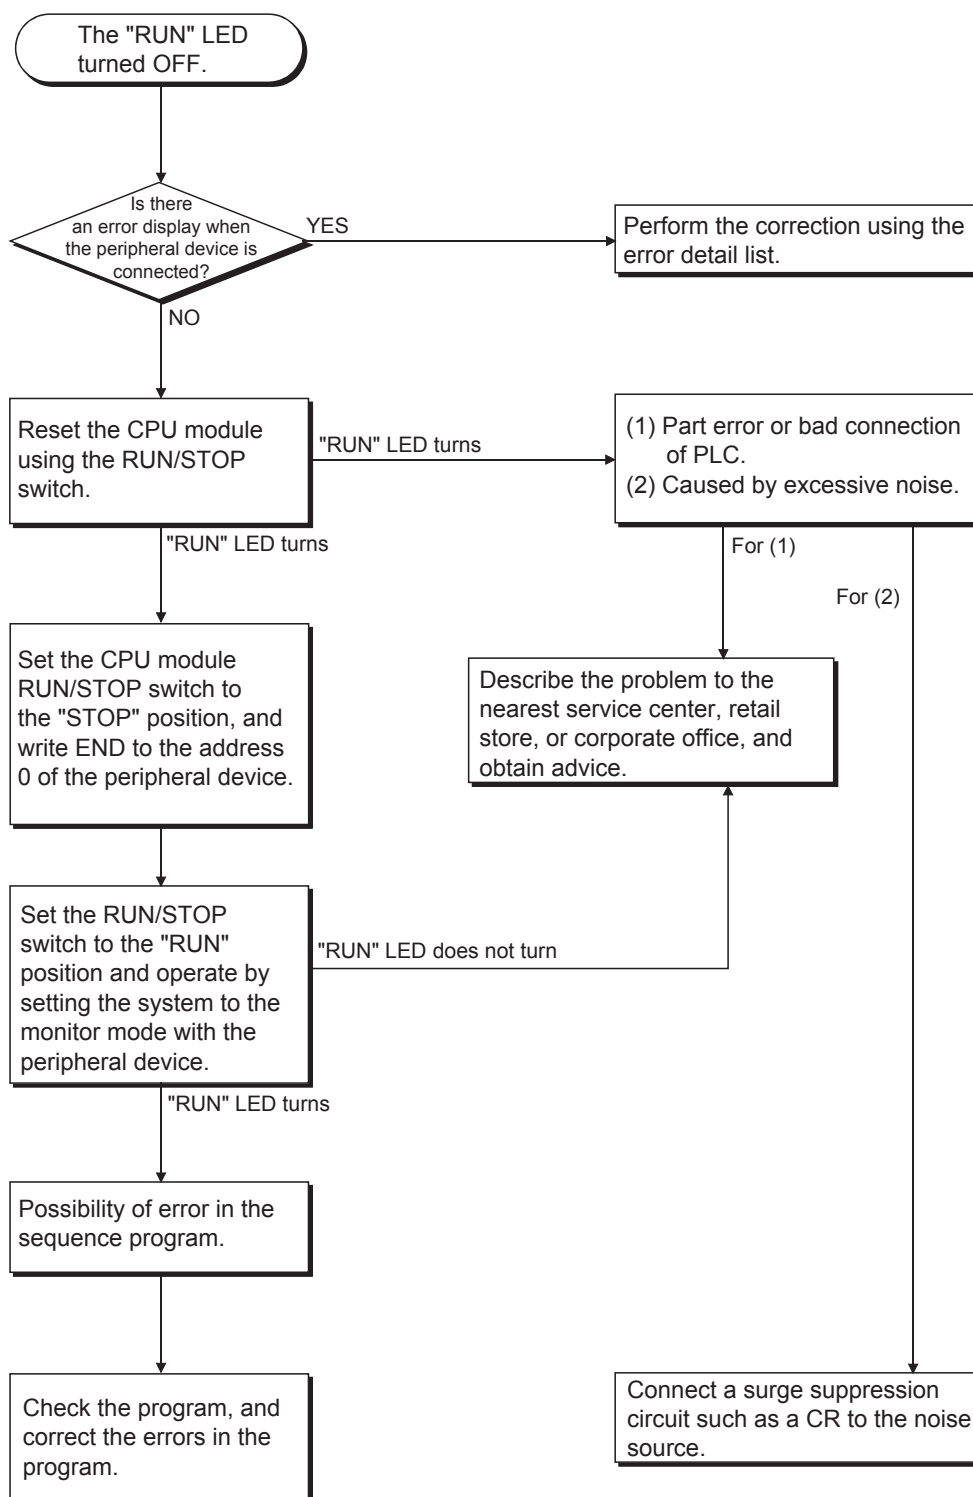 The "RUN" LED
turned OFF.
Is there
an error display when
the peripheral device is
connected?
YES
Perform the correction using the
error detail list.
NO
Reset the CPU module
using the RUN/STOP
switch.
"RUN" LED turns
(1) Part error or bad connection
of PLC.
(2) Caused by excessive noise.
"RUN" LED turns
For (1)
For (2)
Set the CPU module
RUN/STOP switch to
the "STOP" position, and
write END to the address
0 of the peripheral device.
Describe the problem to the
nearest service center, retail
store, or corporate office, and
obtain advice.
Set the RUN/STOP
switch to the "RUN"
position and operate by
setting the system to the
monitor mode with the
peripheral device.
"RUN" LED does not turn
"RUN" LED turns
Possibility of error in the
sequence program.
Check the program, and
correct the errors in the
program.
Connect a surge suppression
circuit such as a CR to the noise
source.